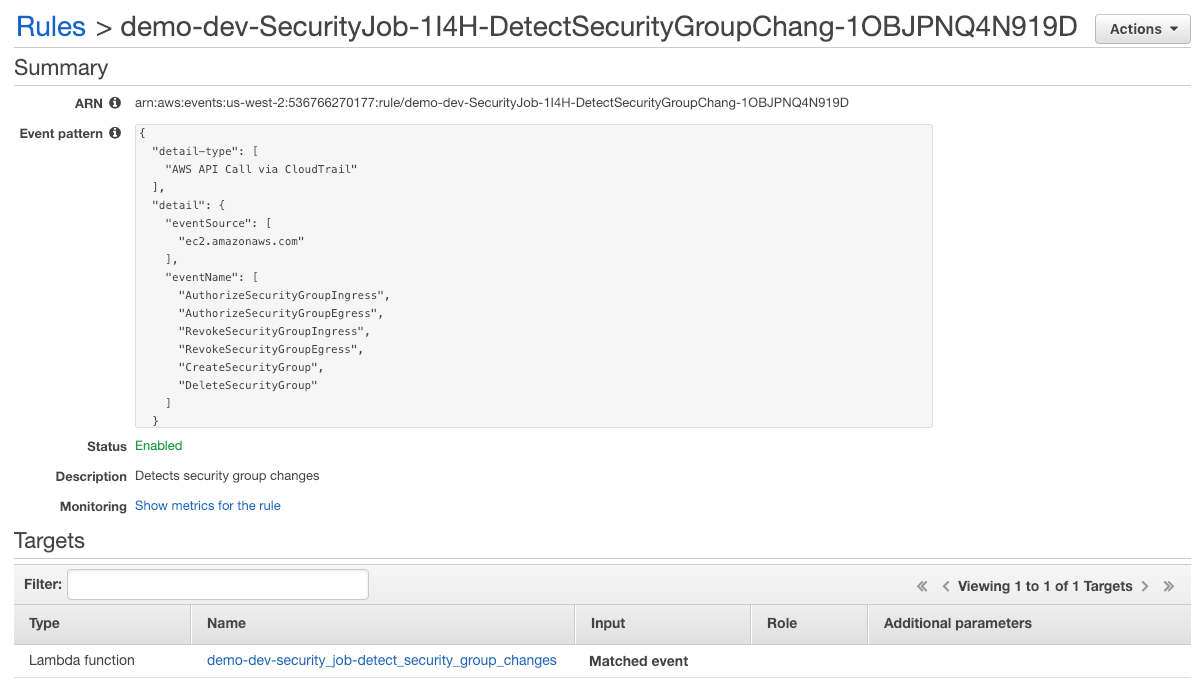 Rules > demo-dev-SecurityJob-1I4H-DetectSecurityGroupChang-1OBJPNQ4N919D Actions
Summary
ARN arn:aws:events:us-west-2:536766270177:rule/demo-dev-SecurityJob-1I4H-DetectSecurityGroupChang-1OBJPNQ4N919D
Event pattern {
"detail-type": [
"AWS API Call via CloudTrail"
],
"detail": {
"eventSource": [
"ec2.amazonaws.com"
],
"eventName": [
"AuthorizeSecurityGroupIngress",
"AuthorizeSecurityGroupEgress",
"RevokeSecurityGroupIngress",
"RevokeSecurityGroupEgress",
"CreateSecurityGroup",
"DeleteSecurityGroup"
]
}
Status Enabled
Description Detects security group changes
Monitoring Show metrics for the rule
Targets
Filter: « < Viewing 1 to 1 of 1 Targets > »
Type Name Input Role Additional parameters
Lambda function demo-dev-security_job-detect_security_group_changes Matched event